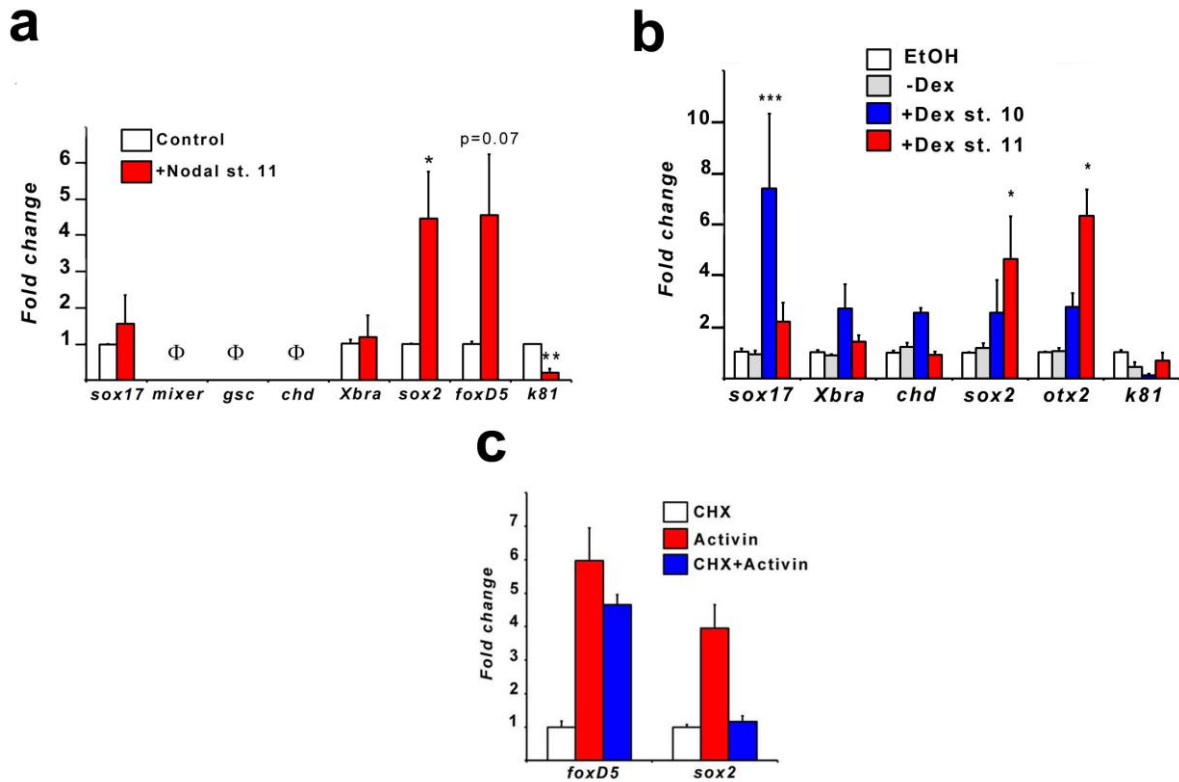 a
Control
+Nodal st. 11
p=0.07
*
**
Fold change
6
5
4
3
2
1
Φ Φ Φ
sox17 mixer gsc chd Xbra sox2 foxD5 k81
b
EtOH
-Dex
+Dex st. 10
+Dex st. 11
***
*
*
Fold change
10
8
6
4
2
sox17 Xbra chd sox2 otx2 k81
c
CHX
Activin
CHX+Activin
Fold change
7
6
5
4
3
2
1
foxD5 sox2